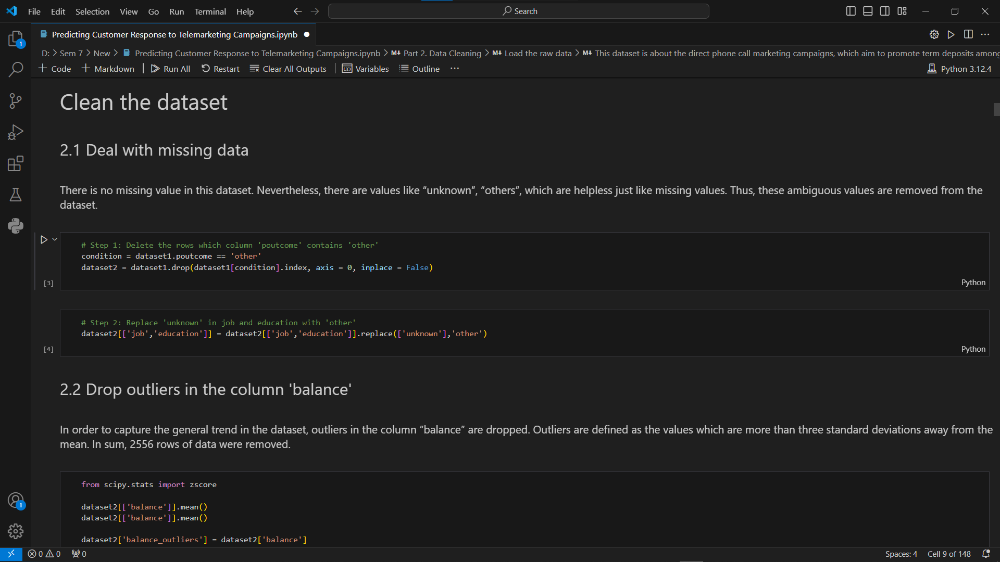 File Edit Selection View Go Run Terminal Help
Search
1
Predicting Customer Response to Telemarketing Campaigns.ipynb
D: > Sem 7 > New > Predicting Customer Response to Telemarketing Campaigns.ipynb > M↓ Part 2. Data Cleaning > M↓ Load the raw data > M↓ This dataset is about the direct phone call marketing campaigns, which aim to promote term deposits among
+ Code + Markdown | Run All Restart Clear All Outputs | Variables Outline ···
Python 3.12.4
Clean the dataset
2.1 Deal with missing data
There is no missing value in this dataset. Nevertheless, there are values like “unknown”, “others”, which are helpless just like missing values. Thus, these ambiguous values are removed from the
dataset.
# Step 1: Delete the rows which column 'poutcome' contains 'other'
condition = dataset1.poutcome == 'other'
dataset2 = dataset1.drop(dataset1[condition].index, axis = 0, inplace = False)
[3]
Python
# Step 2: Replace 'unknown' in job and education with 'other'
dataset2[['job','education']] = dataset2[['job','education']].replace(['unknown'],'other')
[4]
Python
2.2 Drop outliers in the column 'balance'
In order to capture the general trend in the dataset, outliers in the column “balance” are dropped. Outliers are defined as the values which are more than three standard deviations away from the
mean. In sum, 2556 rows of data were removed.
from scipy.stats import zscore
dataset2[['balance']].mean()
dataset2[['balance']].mean()
dataset2['balance_outliers'] = dataset2['balance']
1
0 0 0
Spaces: 4 Cell 9 of 148